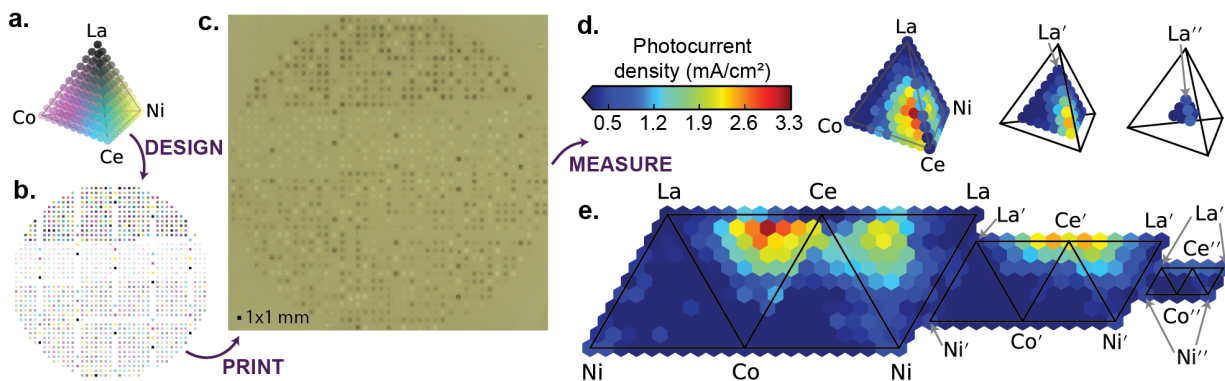 a.
La
Co
Ni
Ce
DESIGN
b.
PRINT
c.
1x1 mm
MEASURE
d.
Photocurrent
density (mA/cm²)
0.5 1.2 1.9 2.6 3.3
La
Co
Ni
Ce
La′
La′′
e.
La Ce La
La′ Ce′ La′ La′′
Ce′′
Ni Co Ni
Ni′ Co′ Ni′
Co′′
Ni′′